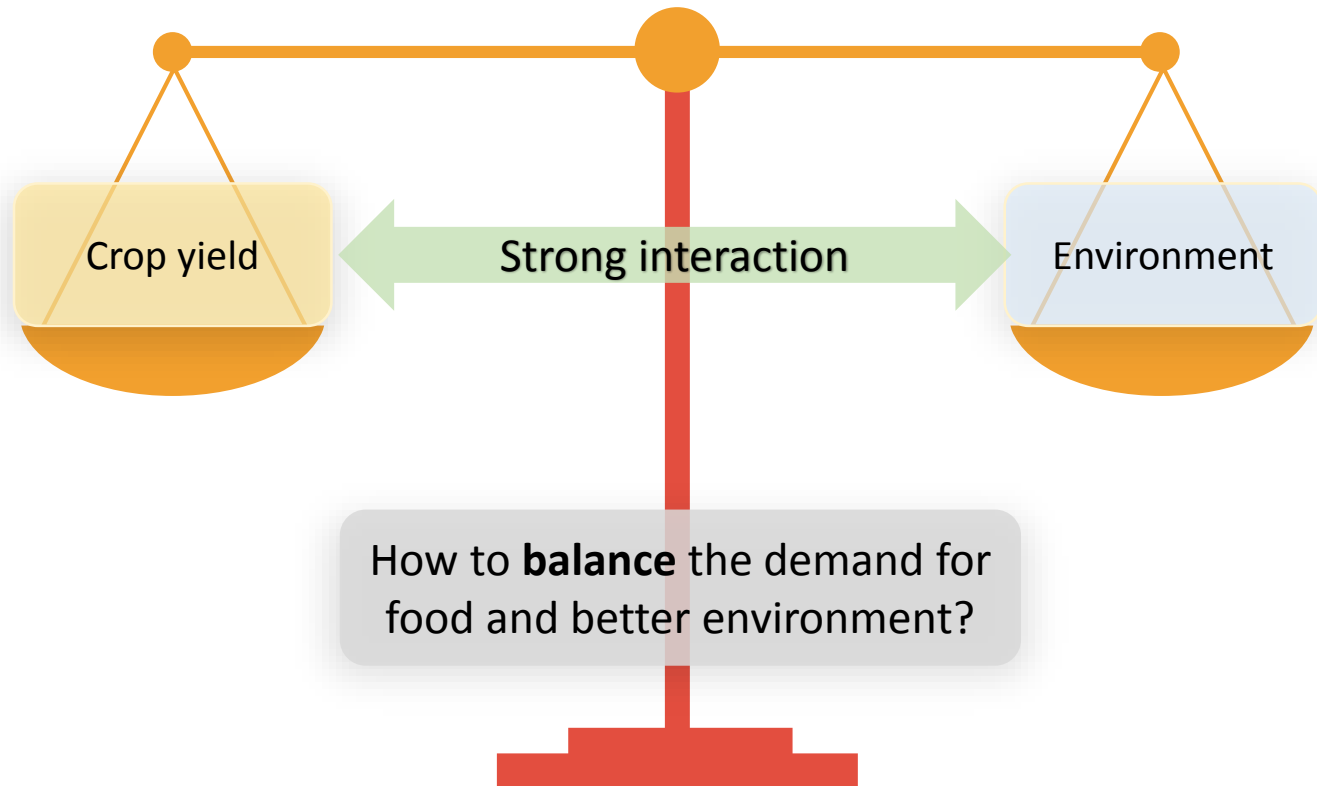 Crop yield
Strong interaction
Environment
How to balance the demand for
food and better environment?